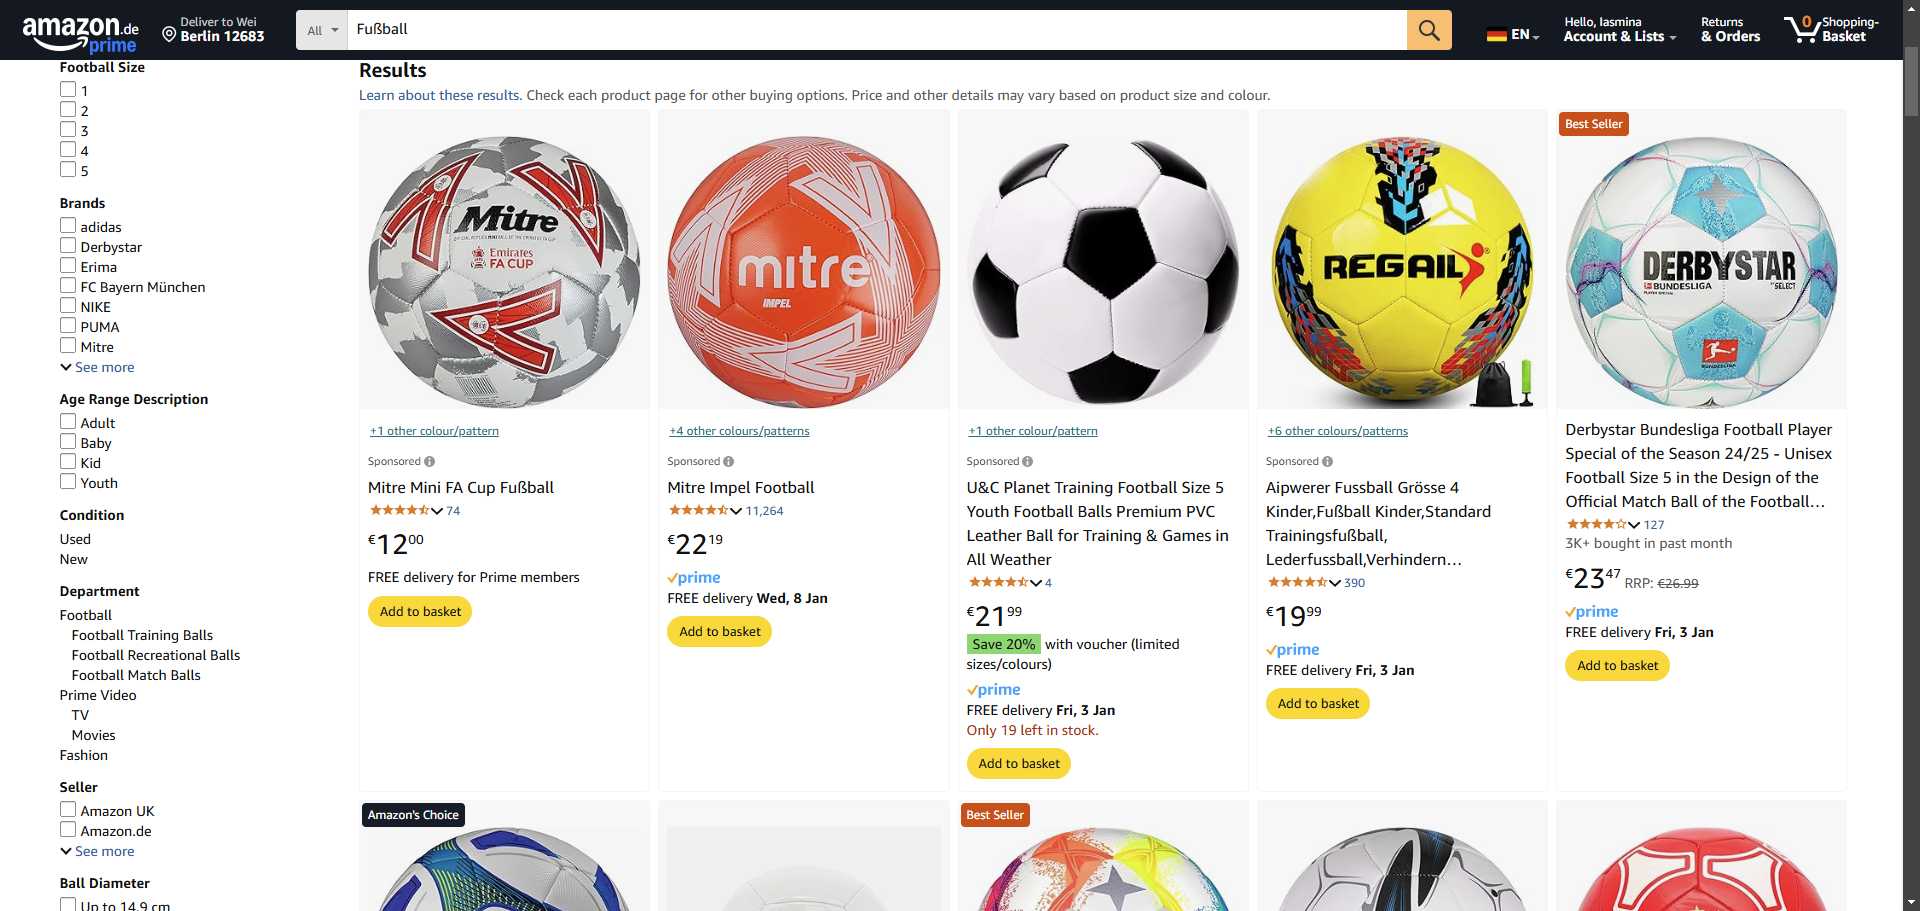 amazon.de
prime
Deliver to Wei
Berlin 12683
All
Fußball
EN
Hello, Iasmina
Account & Lists
Returns
& Orders
0
Shopping-
Basket
Football Size
1
2
3
4
5
Brands
adidas
Derbystar
Erima
FC Bayern München
NIKE
PUMA
Mitre
See more
Age Range Description
Adult
Baby
Kid
Youth
Condition
Used
New
Department
Football
Football Training Balls
Football Recreational Balls
Football Match Balls
Prime Video
TV
Movies
Fashion
Seller
Amazon UK
Amazon.de
See more
Ball Diameter
Up to 14.9 cm
Results
Learn about these results. Check each product page for other buying options. Price and other details may vary based on product size and colour.
Mitre
Emirates
FA CUP
+1 other colour/pattern
Sponsored
Mitre Mini FA Cup Fußball
74
€12 00
FREE delivery for Prime members
Add to basket
mitre
IMPEL
+4 other colours/patterns
Sponsored
Mitre Impel Football
11,264
€22 19
prime
FREE delivery Wed, 8 Jan
Add to basket
+1 other colour/pattern
Sponsored
U&C Planet Training Football Size 5
Youth Football Balls Premium PVC
Leather Ball for Training & Games in
All Weather
4
€21 99
Save 20% with voucher (limited
sizes/colours)
prime
FREE delivery Fri, 3 Jan
Only 19 left in stock.
Add to basket
REGAIL
+6 other colours/patterns
Sponsored
Aipwerer Fussball Grösse 4
Kinder,Fußball Kinder,Standard
Trainingsfußball,
Lederfussball,Verhindern…
390
€19 99
prime
FREE delivery Fri, 3 Jan
Add to basket
Best Seller
DERBYSTAR
BUNDESLIGA
SELECT
BUNDESLIGA
Derbystar Bundesliga Football Player
Special of the Season 24/25 - Unisex
Football Size 5 in the Design of the
Official Match Ball of the Football…
127
3K+ bought in past month
€23 47 RRP: €26.99
prime
FREE delivery Fri, 3 Jan
Add to basket
Amazon's Choice
Best Seller